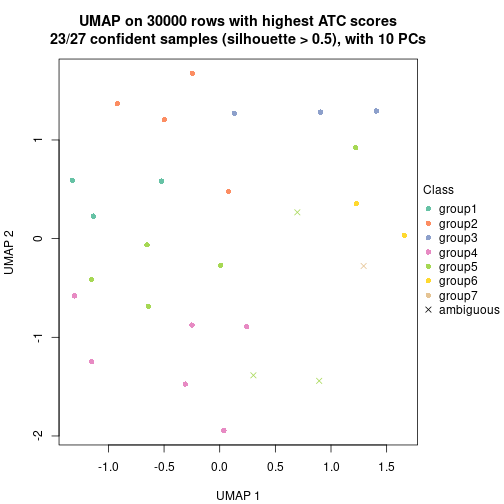 UMAP on 30000 rows with highest ATC scores
23/27 confident samples (silhouette > 0.5), with 10 PCs
Class
group1
group2
group3
group4
group5
group6
group7
ambiguous
UMAP 2
1
0
-1
-2
-1.0 -0.5 0.0 0.5 1.0 1.5
UMAP 1